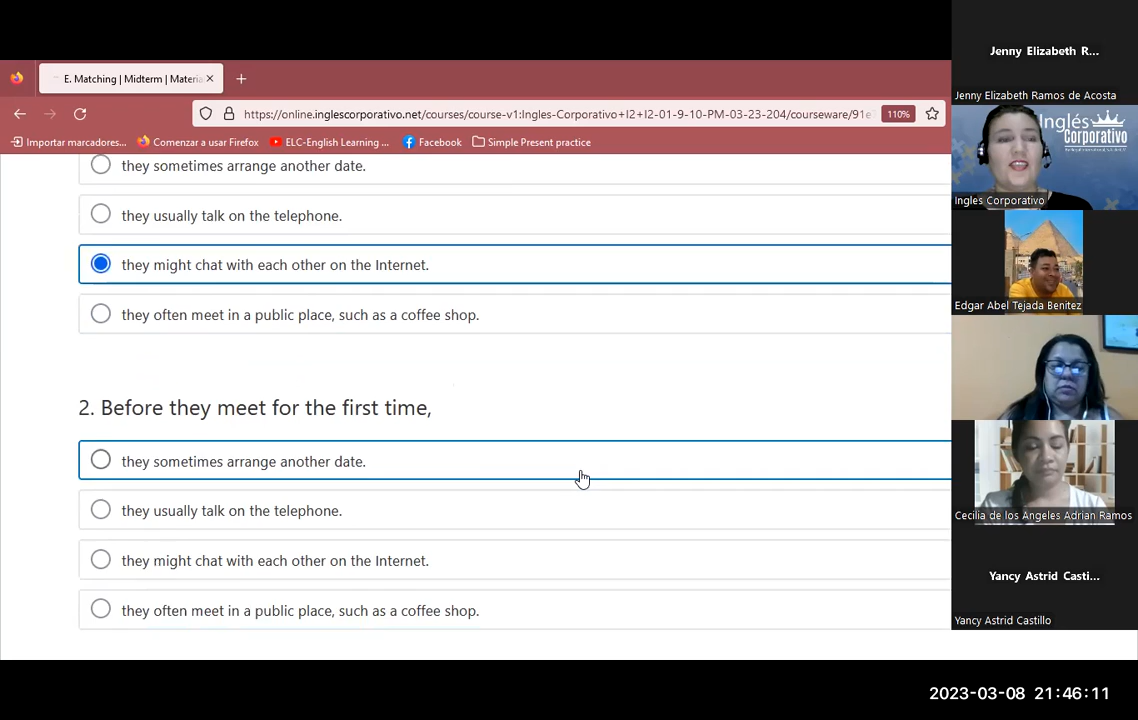 Jenny Elizabeth R...
E. Matching | Midterm | Materia
Jenny Elizabeth Ramos de Acosta
https://online.inglescorporativo.net/courses/course-v1:Ingles-Corporativo+I2+I2-01-9-10-PM-03-23-204/courseware/91e
110%
Inglés
Corporativo
Importar marcadores...
Comenzar a usar Firefox
ELC-English Learning ...
Facebook
Simple Present practice
they sometimes arrange another date.
Ingles Corporativo
they usually talk on the telephone.
they might chat with each other on the Internet.
Edgar Abel Tejada Benitez
they often meet in a public place, such as a coffee shop.
2. Before they meet for the first time,
they sometimes arrange another date.
they usually talk on the telephone.
Cecilia de los Angeles Adrian Ramos
they might chat with each other on the Internet.
Yancy Astrid Casti...
they often meet in a public place, such as a coffee shop.
Yancy Astrid Castillo
2023-03-08 21:46:11